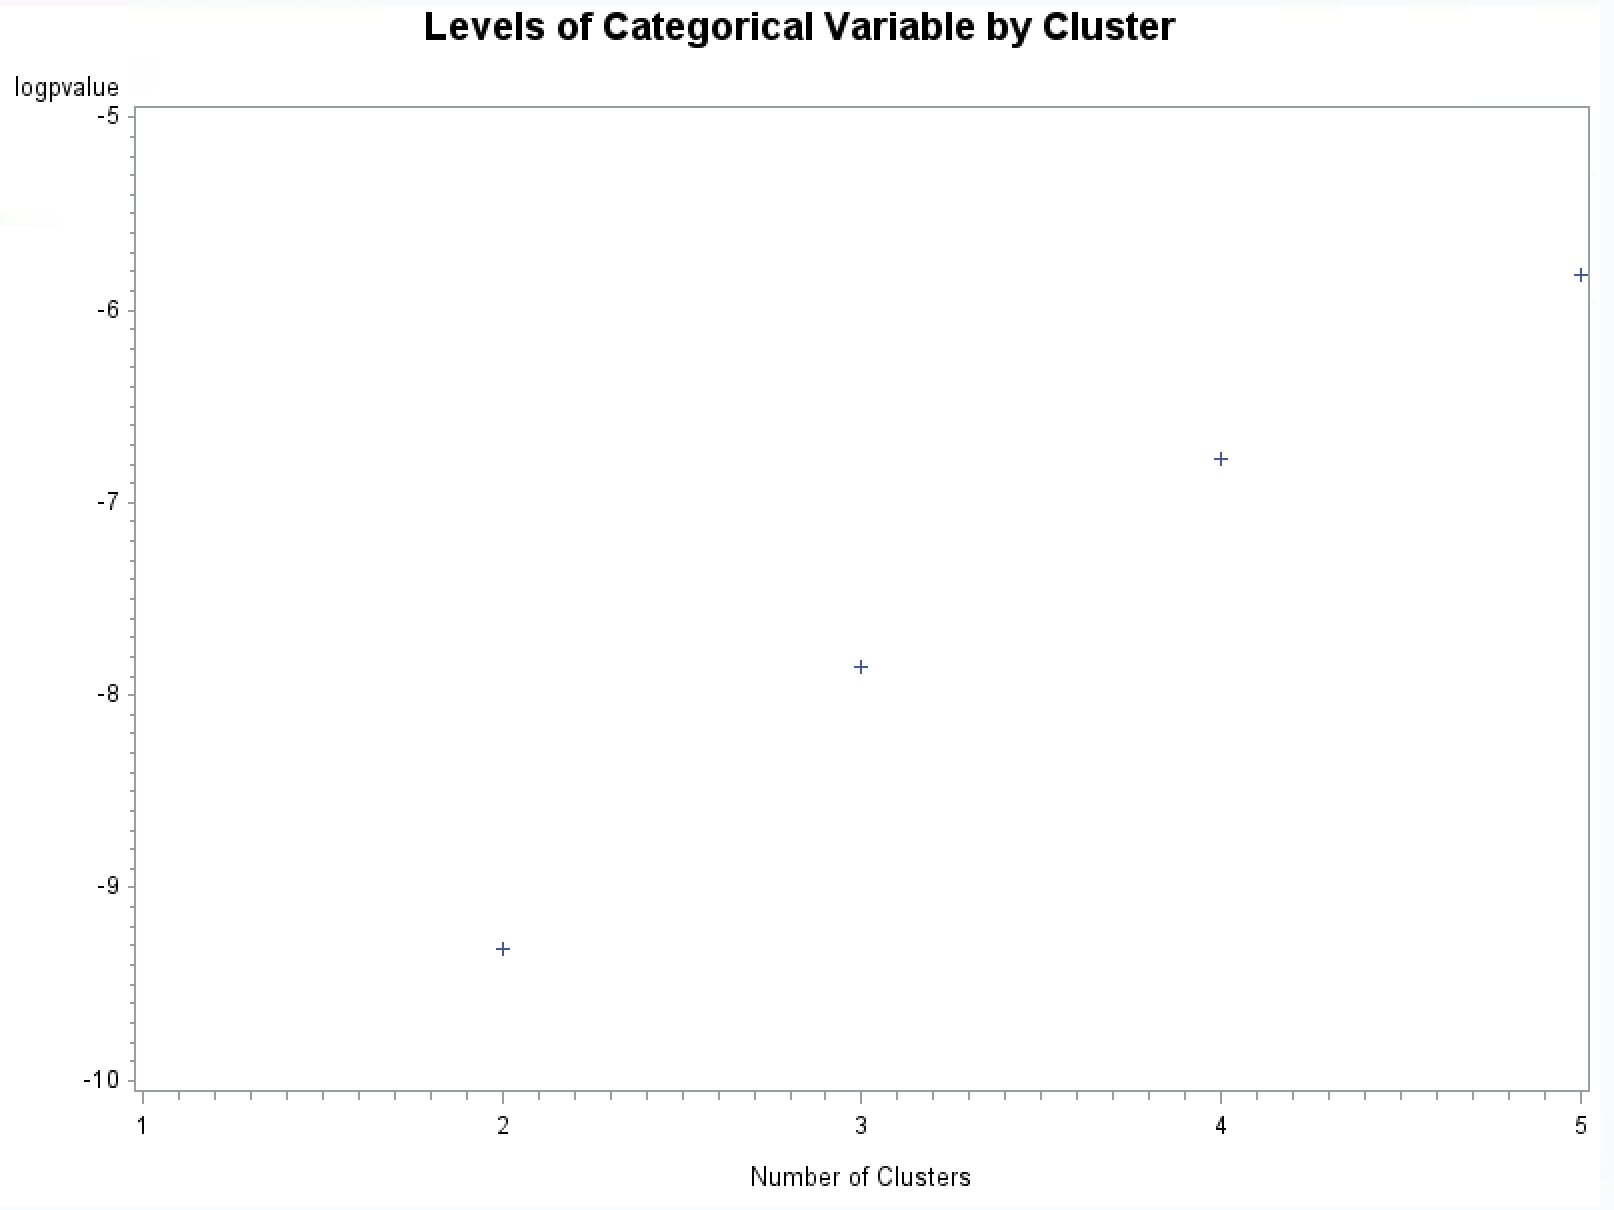 Levels of Categorical Variable by Cluster
logpvalue
-5
-6
-7
-8
-9
-10
1 2 3 4 5
Number of Clusters